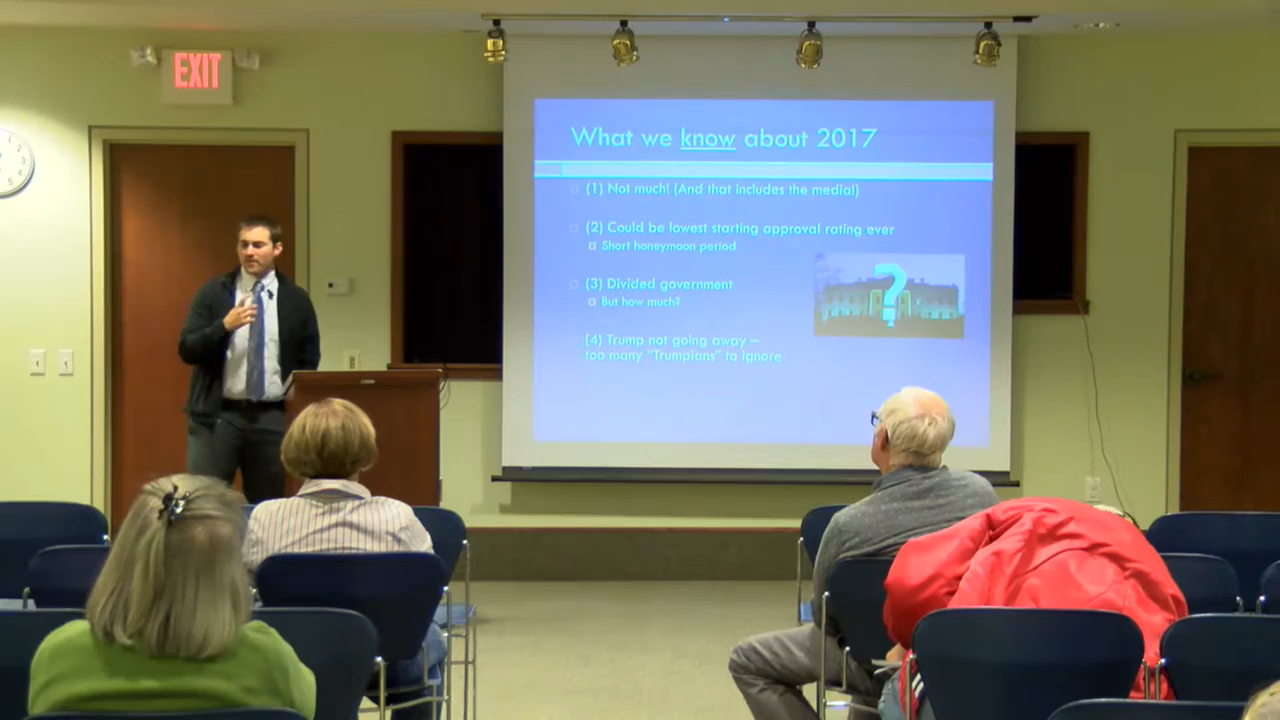 EXIT
What we know about 2017
(1) Not much! (And that includes the media!)
(2) Could be lowest starting approval rating ever
Short honeymoon period
(3) Divided government
But how much?
?
(4) Trump not going away –
too many "Trumpians" to ignore